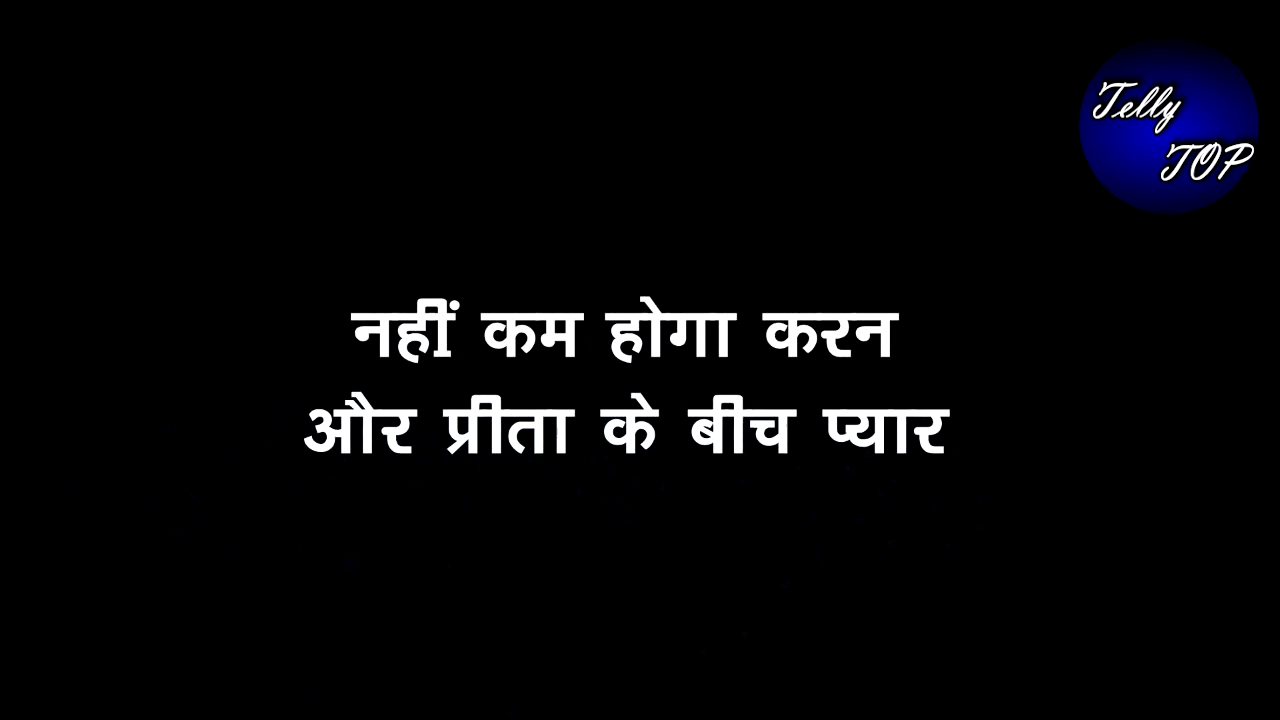 Telly
TOP
नहीं कम होगा करन
और प्रीता के बीच प्यार